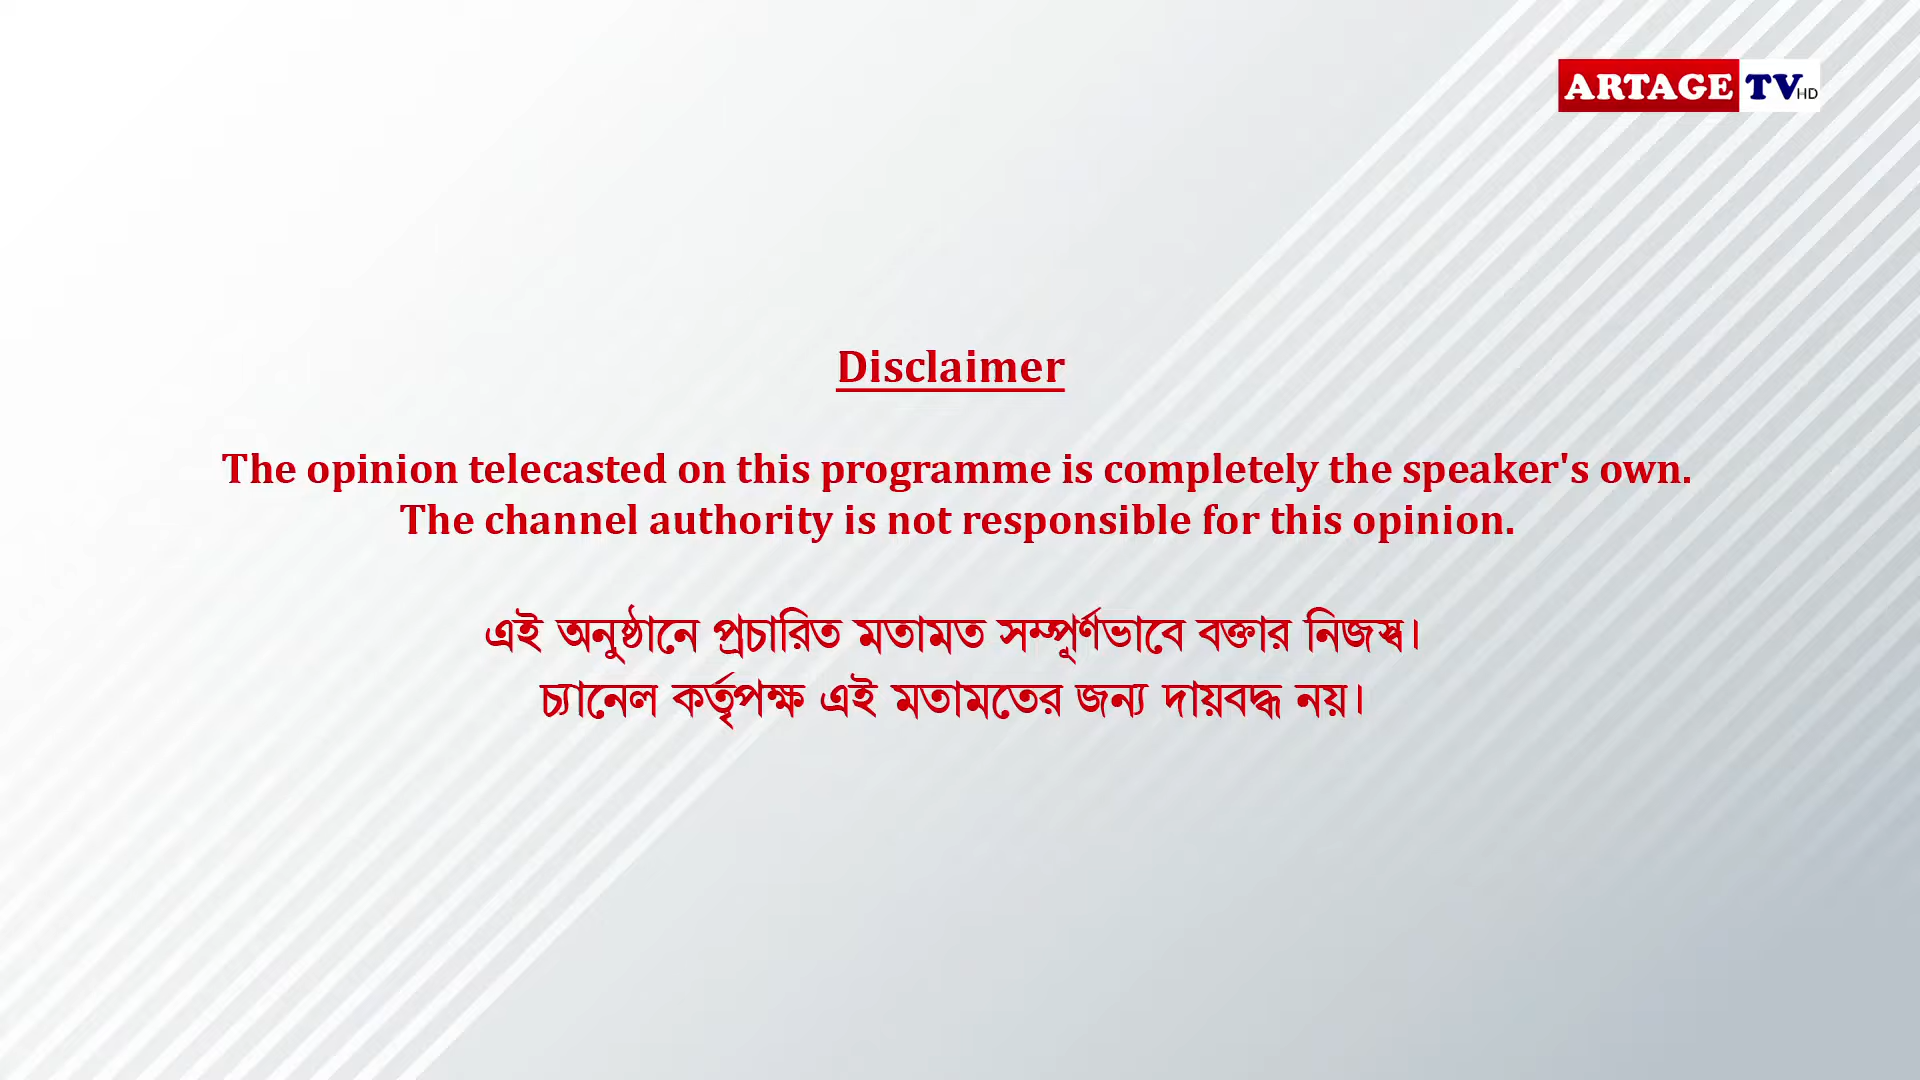 ARTAGE TV HD
Disclaimer
The opinion telecasted on this programme is completely the speaker's own.
The channel authority is not responsible for this opinion.
এই অনুষ্ঠানে প্রচারিত মতামত সম্পূর্ণভাবে বক্তার নিজস্ব।
চ্যানেল কর্তৃপক্ষ এই মতামতের জন্য দায়বদ্ধ নয়।